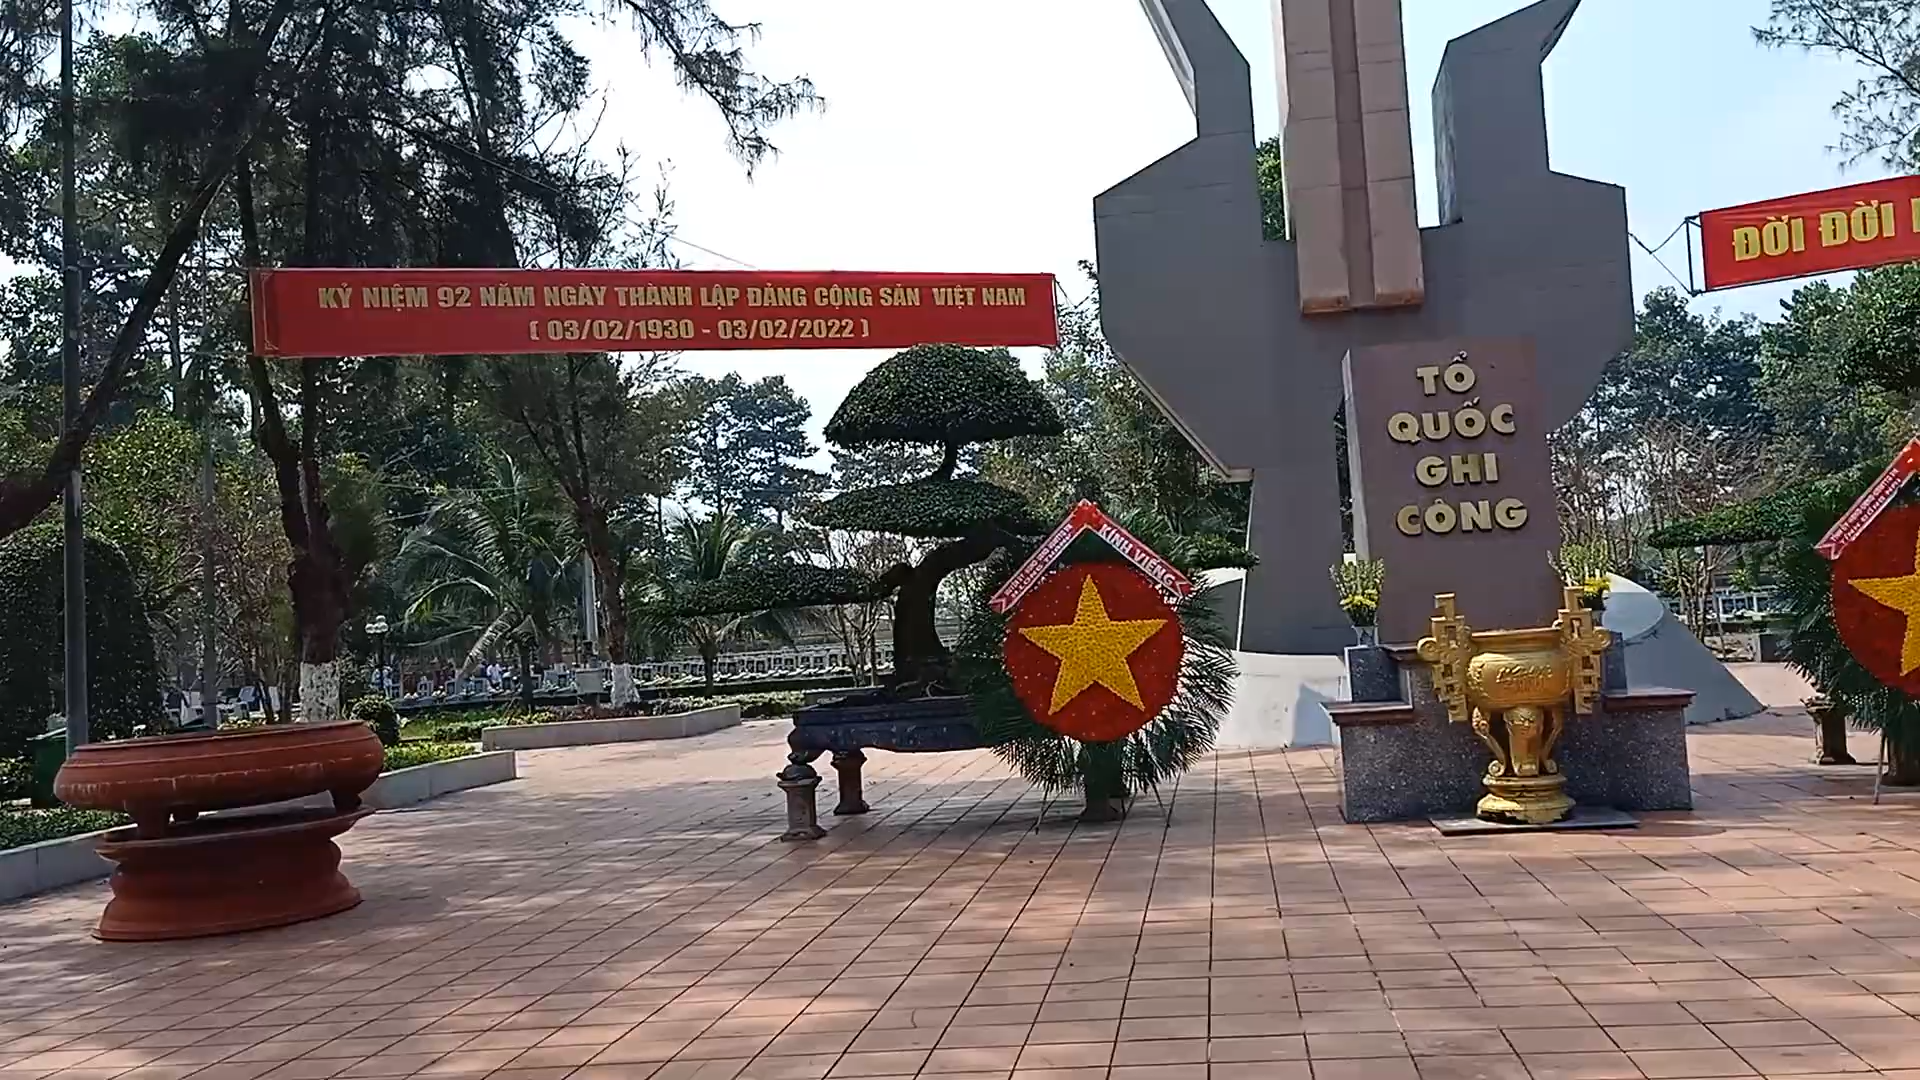 KỶ NIỆM 92 NĂM NGÀY THÀNH LẬP ĐẢNG CỘNG SẢN VIỆT NAM
( 03/02/1930 - 03/02/2022 )
ĐỜI ĐỜI
TỔ
QUỐC
GHI
CÔNG
KÍNH VIẾNG